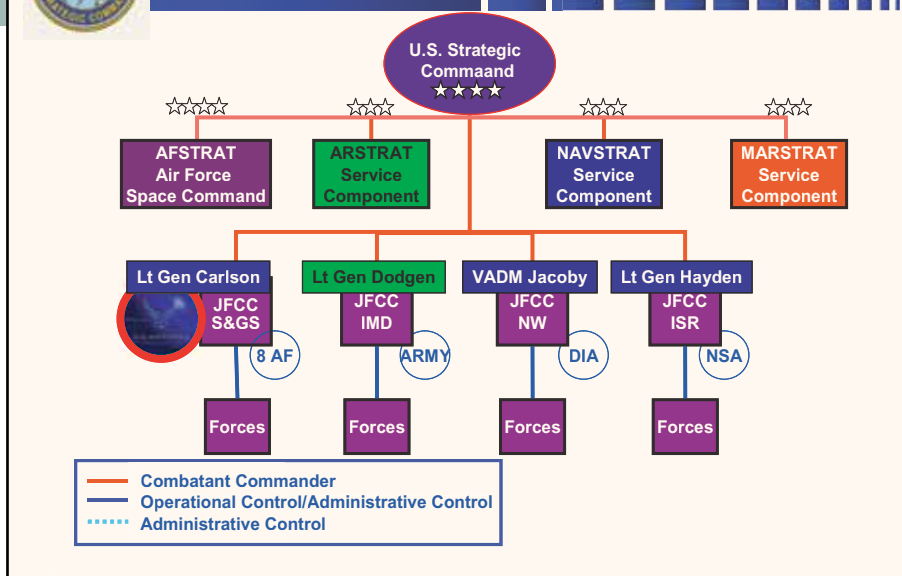 STRATEGIC COMMAND
U.S. Strategic
Commaand
AFSTRAT
Air Force
Space Command
ARSTRAT
Service
Component
NAVSTRAT
Service
Component
MARSTRAT
Service
Component
Lt Gen Carlson
JFCC
S&GS
8 AF
Lt Gen Dodgen
JFCC
IMD
ARMY
VADM Jacoby
JFCC
NW
DIA
Lt Gen Hayden
JFCC
ISR
NSA
Forces
Forces
Forces
Forces
Combatant Commander
Operational Control/Administrative Control
Administrative Control